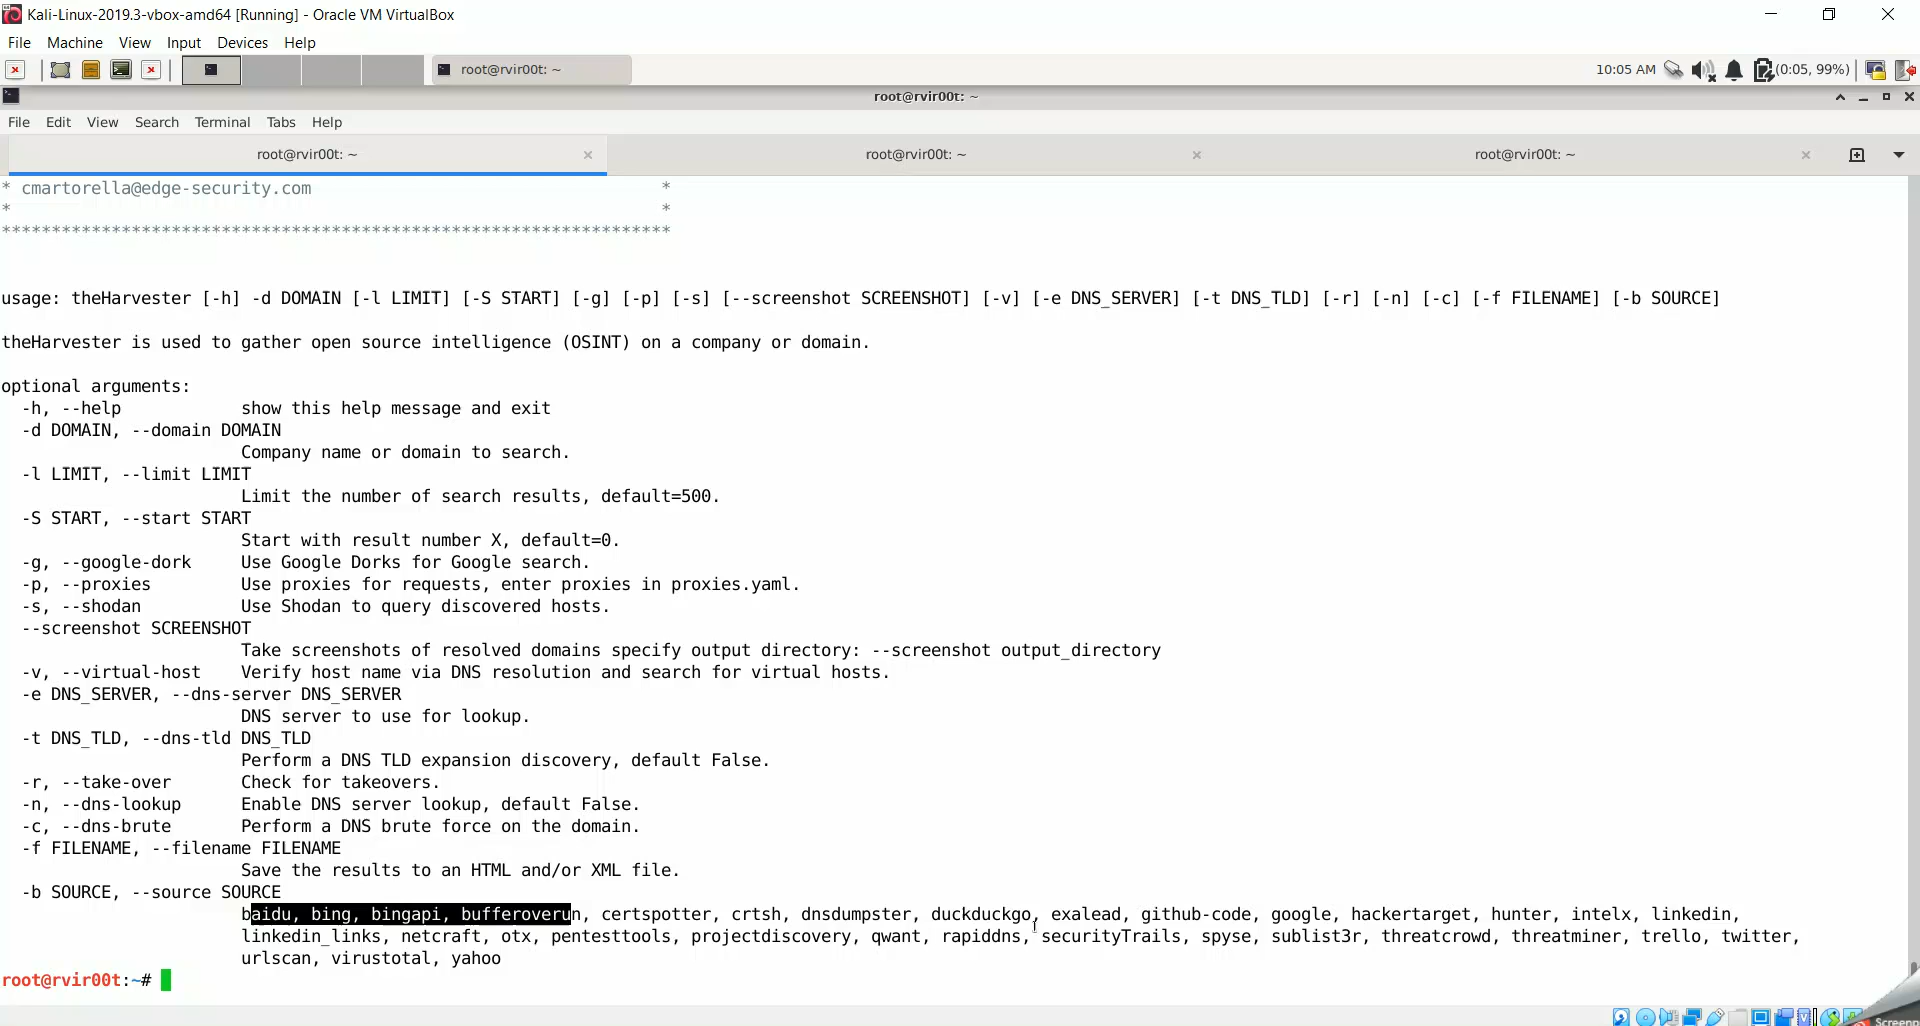 Kali-Linux-2019.3-vbox-amd64 [Running] - Oracle VM VirtualBox
File Machine View Input Devices Help
root@rvir00t: ~
10:05 AM
(0:05, 99%)
root@rvir00t: ~
File Edit View Search Terminal Tabs Help
root@rvir00t: ~ root@rvir00t: ~ root@rvir00t: ~
* cmartorella@edge-security.com *
* *
*******************************************************************
usage: theHarvester [-h] -d DOMAIN [-l LIMIT] [-S START] [-g] [-p] [-s] [--screenshot SCREENSHOT] [-v] [-e DNS_SERVER] [-t DNS_TLD] [-r] [-n] [-c] [-f FILENAME] [-b SOURCE]
theHarvester is used to gather open source intelligence (OSINT) on a company or domain.
optional arguments:
-h, --help show this help message and exit
-d DOMAIN, --domain DOMAIN
Company name or domain to search.
-l LIMIT, --limit LIMIT
Limit the number of search results, default=500.
-S START, --start START
Start with result number X, default=0.
-g, --google-dork Use Google Dorks for Google search.
-p, --proxies Use proxies for requests, enter proxies in proxies.yaml.
-s, --shodan Use Shodan to query discovered hosts.
--screenshot SCREENSHOT
Take screenshots of resolved domains specify output directory: --screenshot output_directory
-v, --virtual-host Verify host name via DNS resolution and search for virtual hosts.
-e DNS_SERVER, --dns-server DNS_SERVER
DNS server to use for lookup.
-t DNS_TLD, --dns-tld DNS_TLD
Perform a DNS TLD expansion discovery, default False.
-r, --take-over Check for takeovers.
-n, --dns-lookup Enable DNS server lookup, default False.
-c, --dns-brute Perform a DNS brute force on the domain.
-f FILENAME, --filename FILENAME
Save the results to an HTML and/or XML file.
-b SOURCE, --source SOURCE
baidu, bing, bingapi, bufferoverun, certspotter, crtsh, dnsdumpster, duckduckgo, exalead, github-code, google, hackertarget, hunter, intelx, linkedin,
linkedin_links, netcraft, otx, pentesttools, projectdiscovery, qwant, rapiddns, securityTrails, spyse, sublist3r, threatcrowd, threatminer, trello, twitter,
urlscan, virustotal, yahoo
root@rvir00t:~#